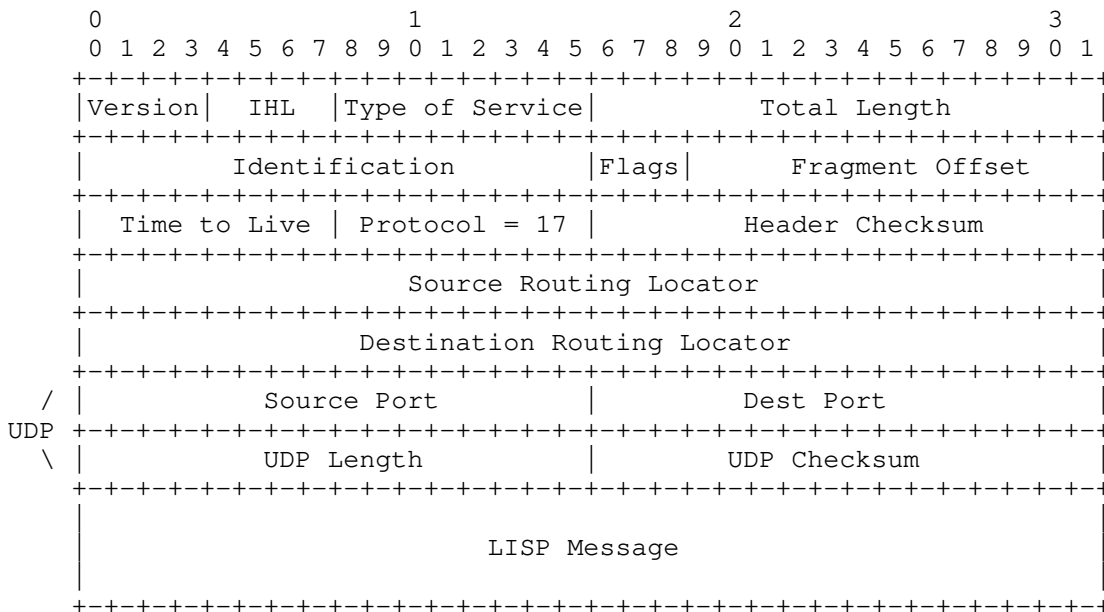 0                   1                   2                   3
 0 1 2 3 4 5 6 7 8 9 0 1 2 3 4 5 6 7 8 9 0 1 2 3 4 5 6 7 8 9 0 1
+-+-+-+-+-+-+-+-+-+-+-+-+-+-+-+-+-+-+-+-+-+-+-+-+-+-+-+-+-+-+-+-+
|Version|  IHL  |Type of Service|          Total Length         |
+-+-+-+-+-+-+-+-+-+-+-+-+-+-+-+-+-+-+-+-+-+-+-+-+-+-+-+-+-+-+-+-+
|         Identification        |Flags|      Fragment Offset    |
+-+-+-+-+-+-+-+-+-+-+-+-+-+-+-+-+-+-+-+-+-+-+-+-+-+-+-+-+-+-+-+-+
|  Time to Live | Protocol = 17 |         Header Checksum       |
+-+-+-+-+-+-+-+-+-+-+-+-+-+-+-+-+-+-+-+-+-+-+-+-+-+-+-+-+-+-+-+-+
|                    Source Routing Locator                     |
+-+-+-+-+-+-+-+-+-+-+-+-+-+-+-+-+-+-+-+-+-+-+-+-+-+-+-+-+-+-+-+-+
|                 Destination Routing Locator                   |
+-+-+-+-+-+-+-+-+-+-+-+-+-+-+-+-+-+-+-+-+-+-+-+-+-+-+-+-+-+-+-+-+
/ |           Source Port         |         Dest Port             |
UDP +-+-+-+-+-+-+-+-+-+-+-+-+-+-+-+-+-+-+-+-+-+-+-+-+-+-+-+-+-+-+-+-+
\ |           UDP Length          |        UDP Checksum           |
+-+-+-+-+-+-+-+-+-+-+-+-+-+-+-+-+-+-+-+-+-+-+-+-+-+-+-+-+-+-+-+-+
|                                                               |
|                         LISP Message                          |
|                                                               |
+-+-+-+-+-+-+-+-+-+-+-+-+-+-+-+-+-+-+-+-+-+-+-+-+-+-+-+-+-+-+-+-+